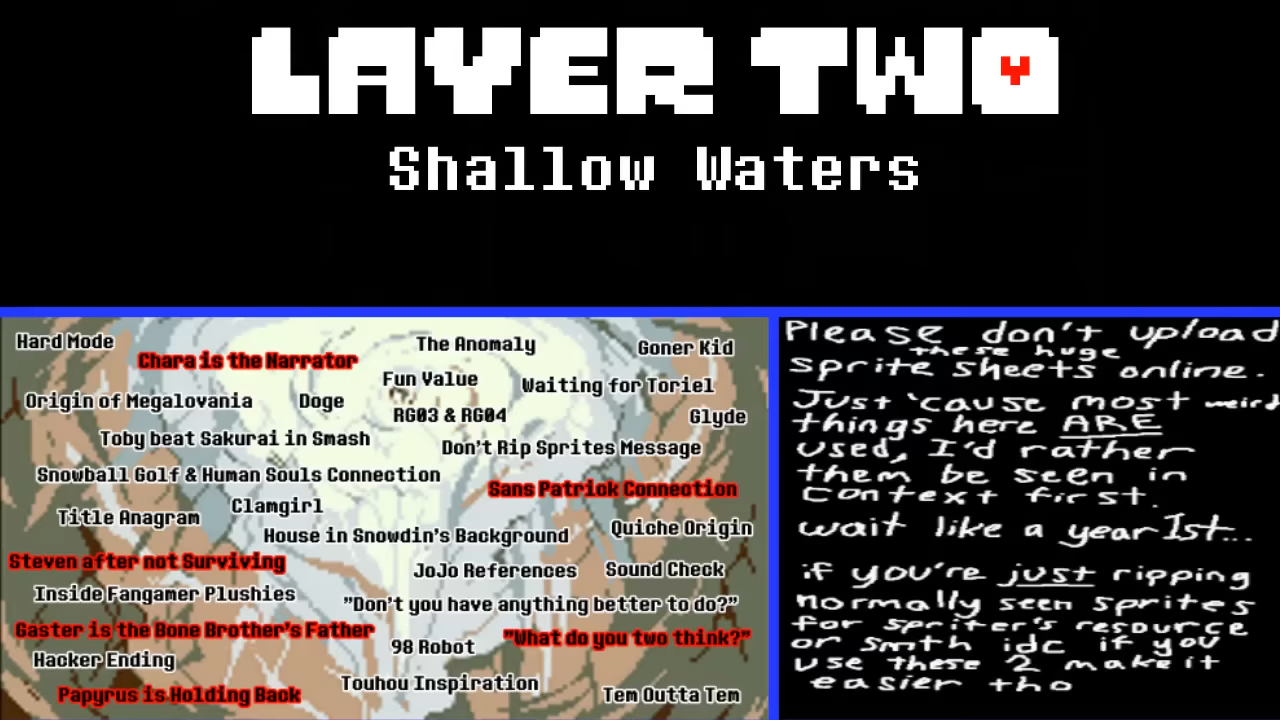 LAYER TWO
Shallow Waters
Hard Mode
Chara is the Narrator
The Anomaly
Goner Kid
Fun Value
Waiting for Toriel
Origin of Megalovania
Doge
RG03 & RG04
Glyde
Toby beat Sakurai in Smash
Don't Rip Sprites Message
Snowball Golf & Human Souls Connection
Sans Patrick Connection
Clamgirl
Title Anagram
House in Snowdin's Background
Quiche Origin
Steven after not Surviving
JoJo References
Sound Check
Inside Fangamer Plushies
"Don't you have anything better to do?"
Gaster is the Bone Brother's Father
"What do you two think?"
98 Robot
Hacker Ending
Touhou Inspiration
Papyrus is Holding Back
Tem Outta Tem
Please don't upload
these huge
sprite sheets online.
Just 'cause most weird
things here ARE
used, I'd rather
them be seen in
context first.
wait like a year 1st...
if you're just ripping
normally seen sprites
for spriter's resource
or smth idc if you
use these 2 make it
easier tho